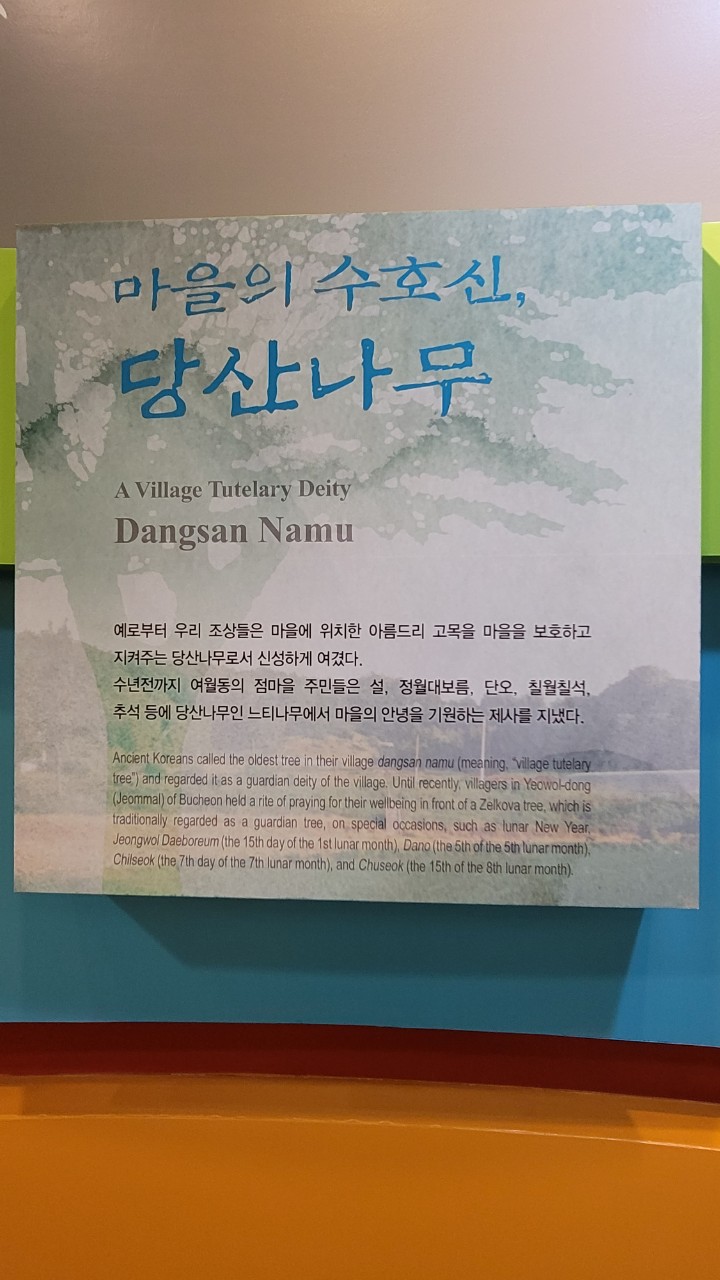 마을의 수호신,
당산나무
A Village Tutelary Deity
Dangsan Namu
예로부터 우리 조상들은 마을에 위치한 아름드리 고목을 마을을 보호하고
지켜주는 당산나무로서 신성하게 여겼다.
수년전까지 여월동의 점마을 주민들은 설, 정월대보름, 단오, 칠월칠석,
추석 등에 당산나무인 느티나무에서 마을의 안녕을 기원하는 제사를 지냈다.
Ancient Koreans called the oldest tree in their village dangsan namu (meaning, "village tutelary
tree") and regarded it as a guardian deity of the village. Until recently, villagers in Yeowol-dong
(Jeommal) of Bucheon held a rite of praying for their wellbeing in front of a Zelkova tree, which is
traditionally regarded as a guardian tree, on special occasions, such as lunar New Year,
Jeongwol Daeboreum (the 15th day of the 1st lunar month), Dano (the 5th of the 5th lunar month),
Chilseok (the 7th day of the 7th lunar month), and Chuseok (the 15th of the 8th lunar month).